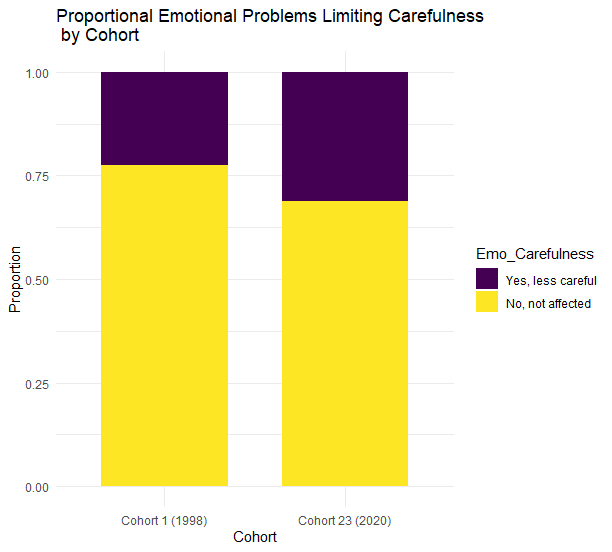 Proportional Emotional Problems Limiting Carefulness
by Cohort
1.00
0.75
0.50
0.25
0.00
Proportion
Cohort 1 (1998)
Cohort 23 (2020)
Cohort
Emo_Carefulness
Yes, less careful
No, not affected